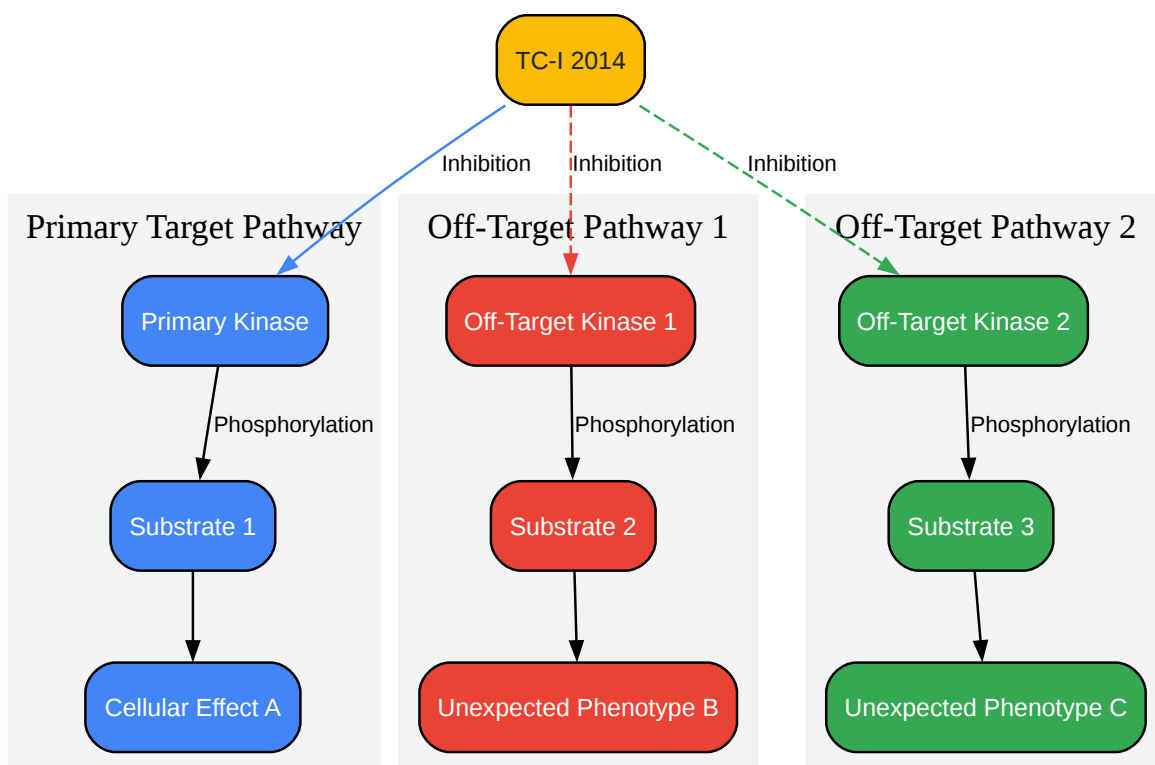 TC-I 2014
Inhibition
Inhibition
Inhibition
Primary Target Pathway
Off-Target Pathway 1
Off-Target Pathway 2
Primary Kinase
Off-Target Kinase 1
Off-Target Kinase 2
Phosphorylation
Phosphorylation
Phosphorylation
Substrate 1
Substrate 2
Substrate 3
Cellular Effect A
Unexpected Phenotype B
Unexpected Phenotype C